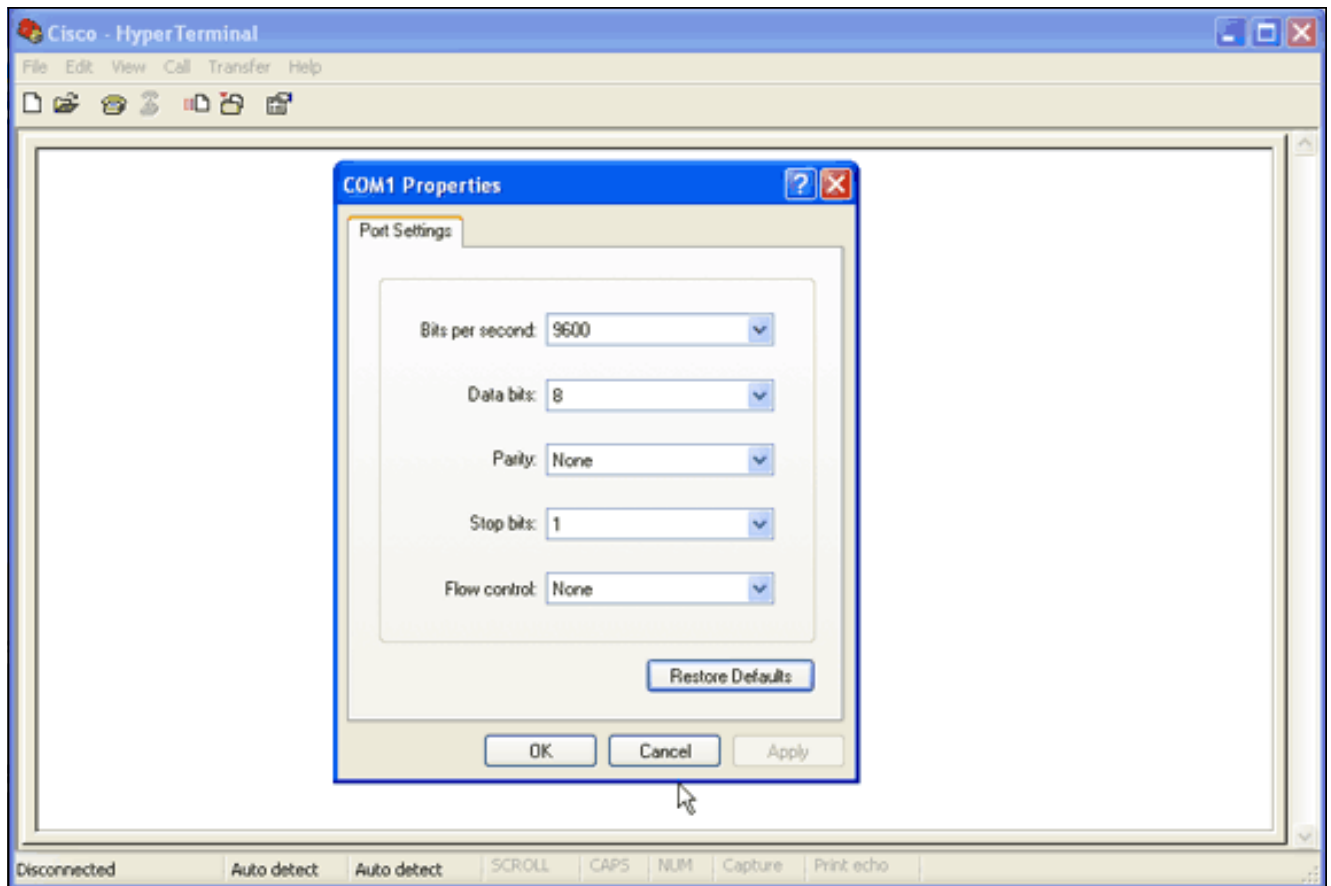 Cisco - HyperTerminal
File Edit View Call Transfer Help
COM1 Properties
Port Settings
Bits per second: 9600
Data bits: 8
Parity: None
Stop bits: 1
Flow control: None
Restore Defaults
OK Cancel Apply
Disconnected Auto detect Auto detect SCROLL CAPS NUM Capture Print echo